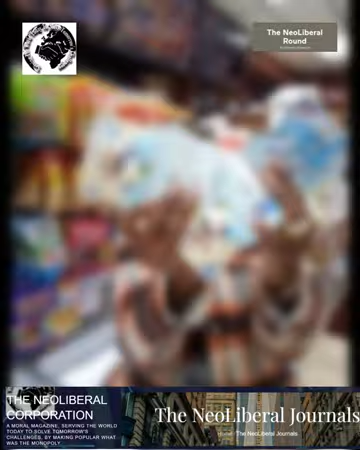 The NeoLiberal
Round
THE NEOLIBERAL
CORPORATION
A MORAL MAGAZINE, SERVING THE WORLD
TODAY TO SOLVE TOMORROW'S
CHALLENGES, BY MAKING POPULAR WHAT
WAS THE MONOPOLY
The NeoLiberal Journals
The NeoLiberal Journals